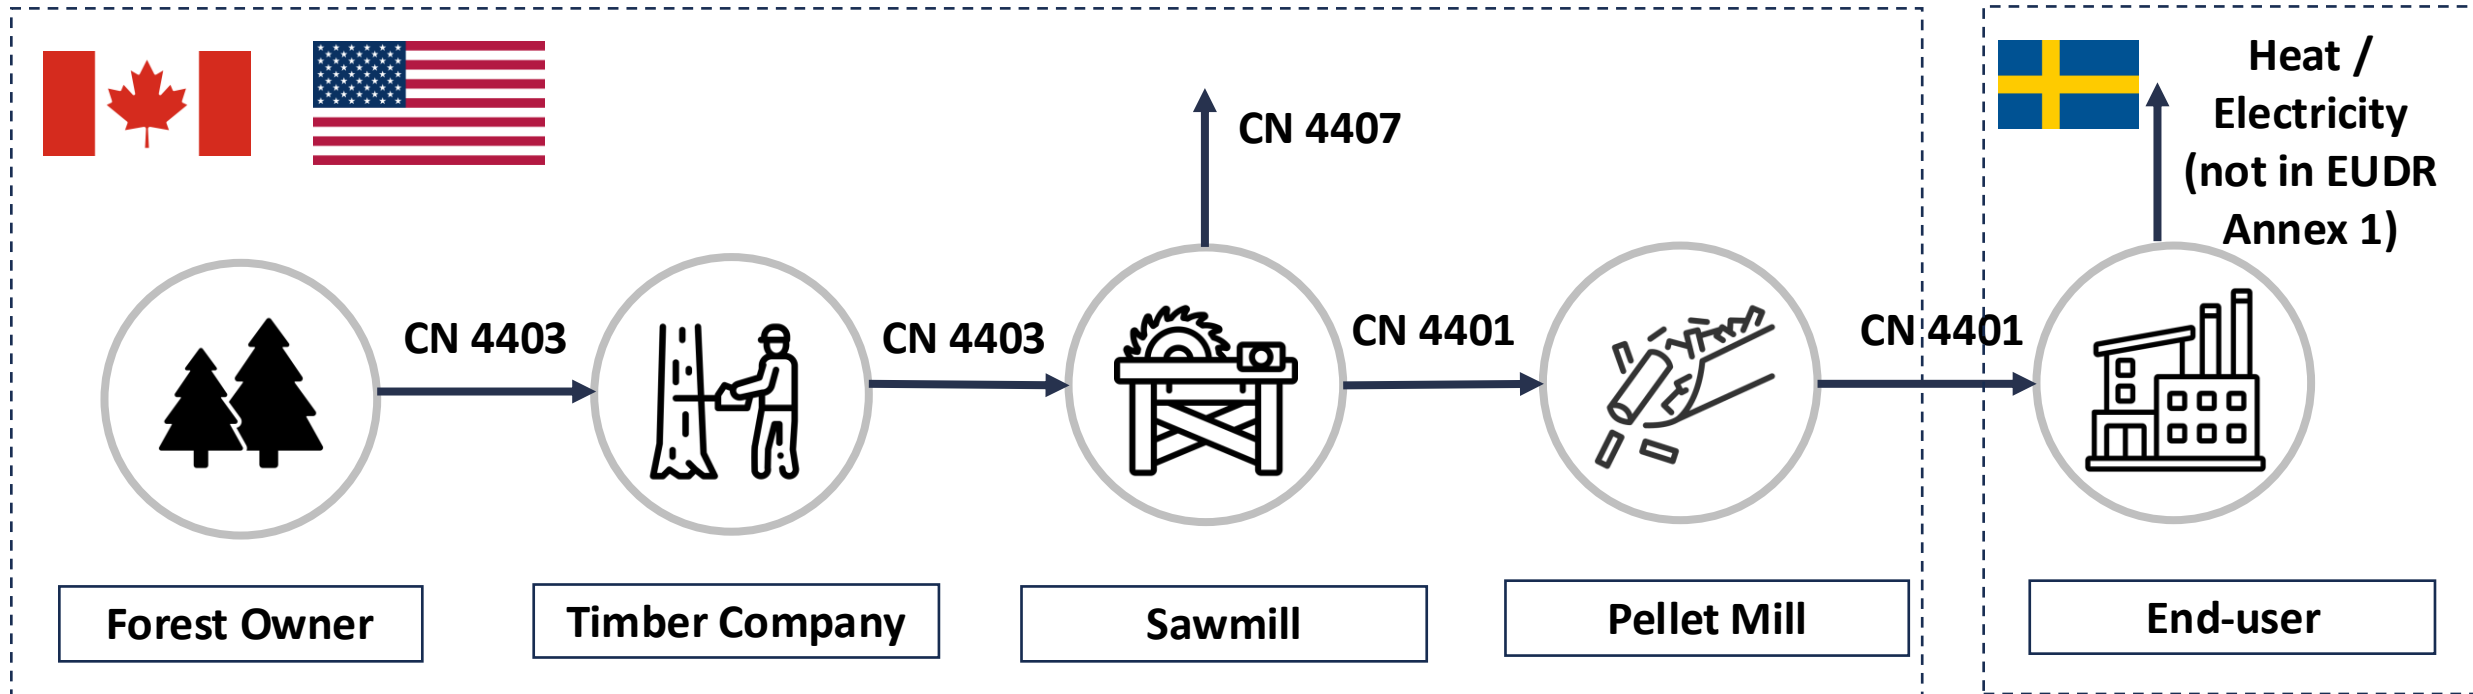 Heat /
Electricity
(not in EUDR
Annex 1)
CN 4407
CN 4403
CN 4403
CN 4401
CN 4401
Forest Owner
Timber Company
Sawmill
Pellet Mill
End-user